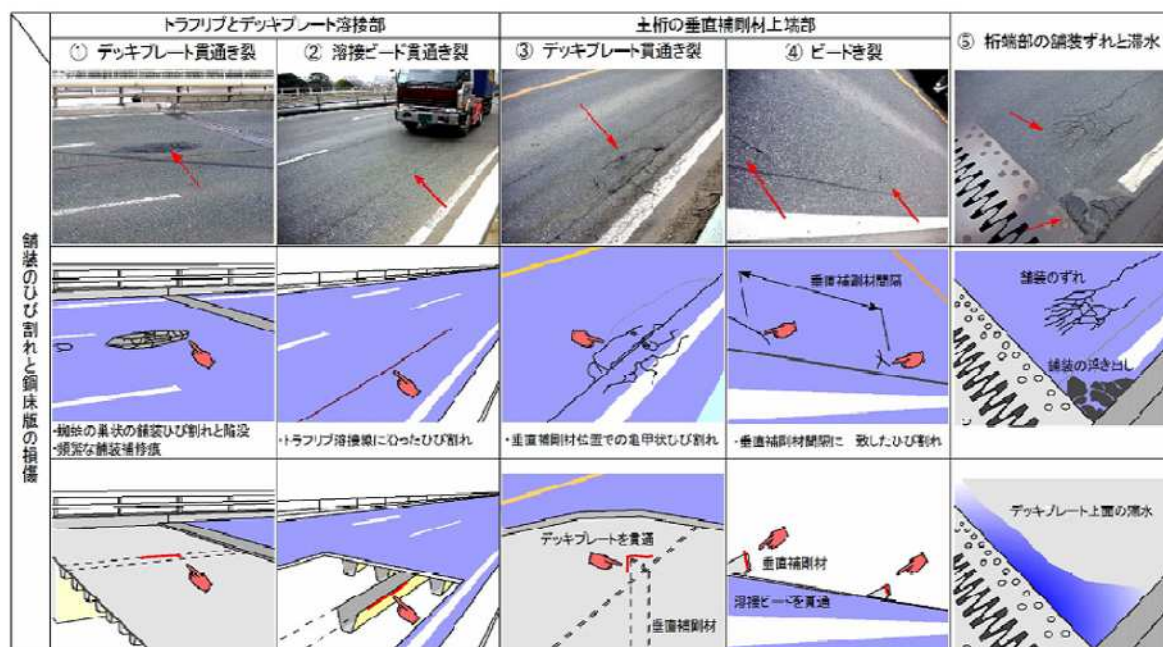 トラフリブとデッキプレート溶接部
主桁の垂直補剛材上端部
① デッキプレート貫通き裂
② 溶接ビード貫通き裂
③ デッキプレート貫通き裂
④ ビードき裂
⑤ 桁端部の舗装ずれと滞水
舗装のひび割れと鋼床版の損傷
垂直補剛材間隔
舗装のずれ
舗装の浮き出し
・蜘蛛の巣状の舗装ひび割れと陥没
・頻繁な舗装補修痕
・トラフリブ溶接線に沿ったひび割れ
・垂直補剛材位置での亀甲状ひび割れ
・垂直補剛材間隔に 致したひび割れ
デッキプレートを貫通
垂直補剛材
垂直補剛材
溶接ビードを貫通
デッキプレート上面の滞水